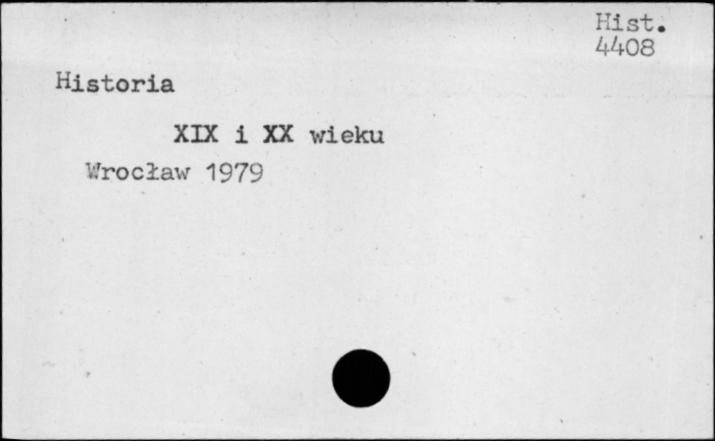 Hist.
4408
Historia
XIX i XX wieku
Wrocław 1979